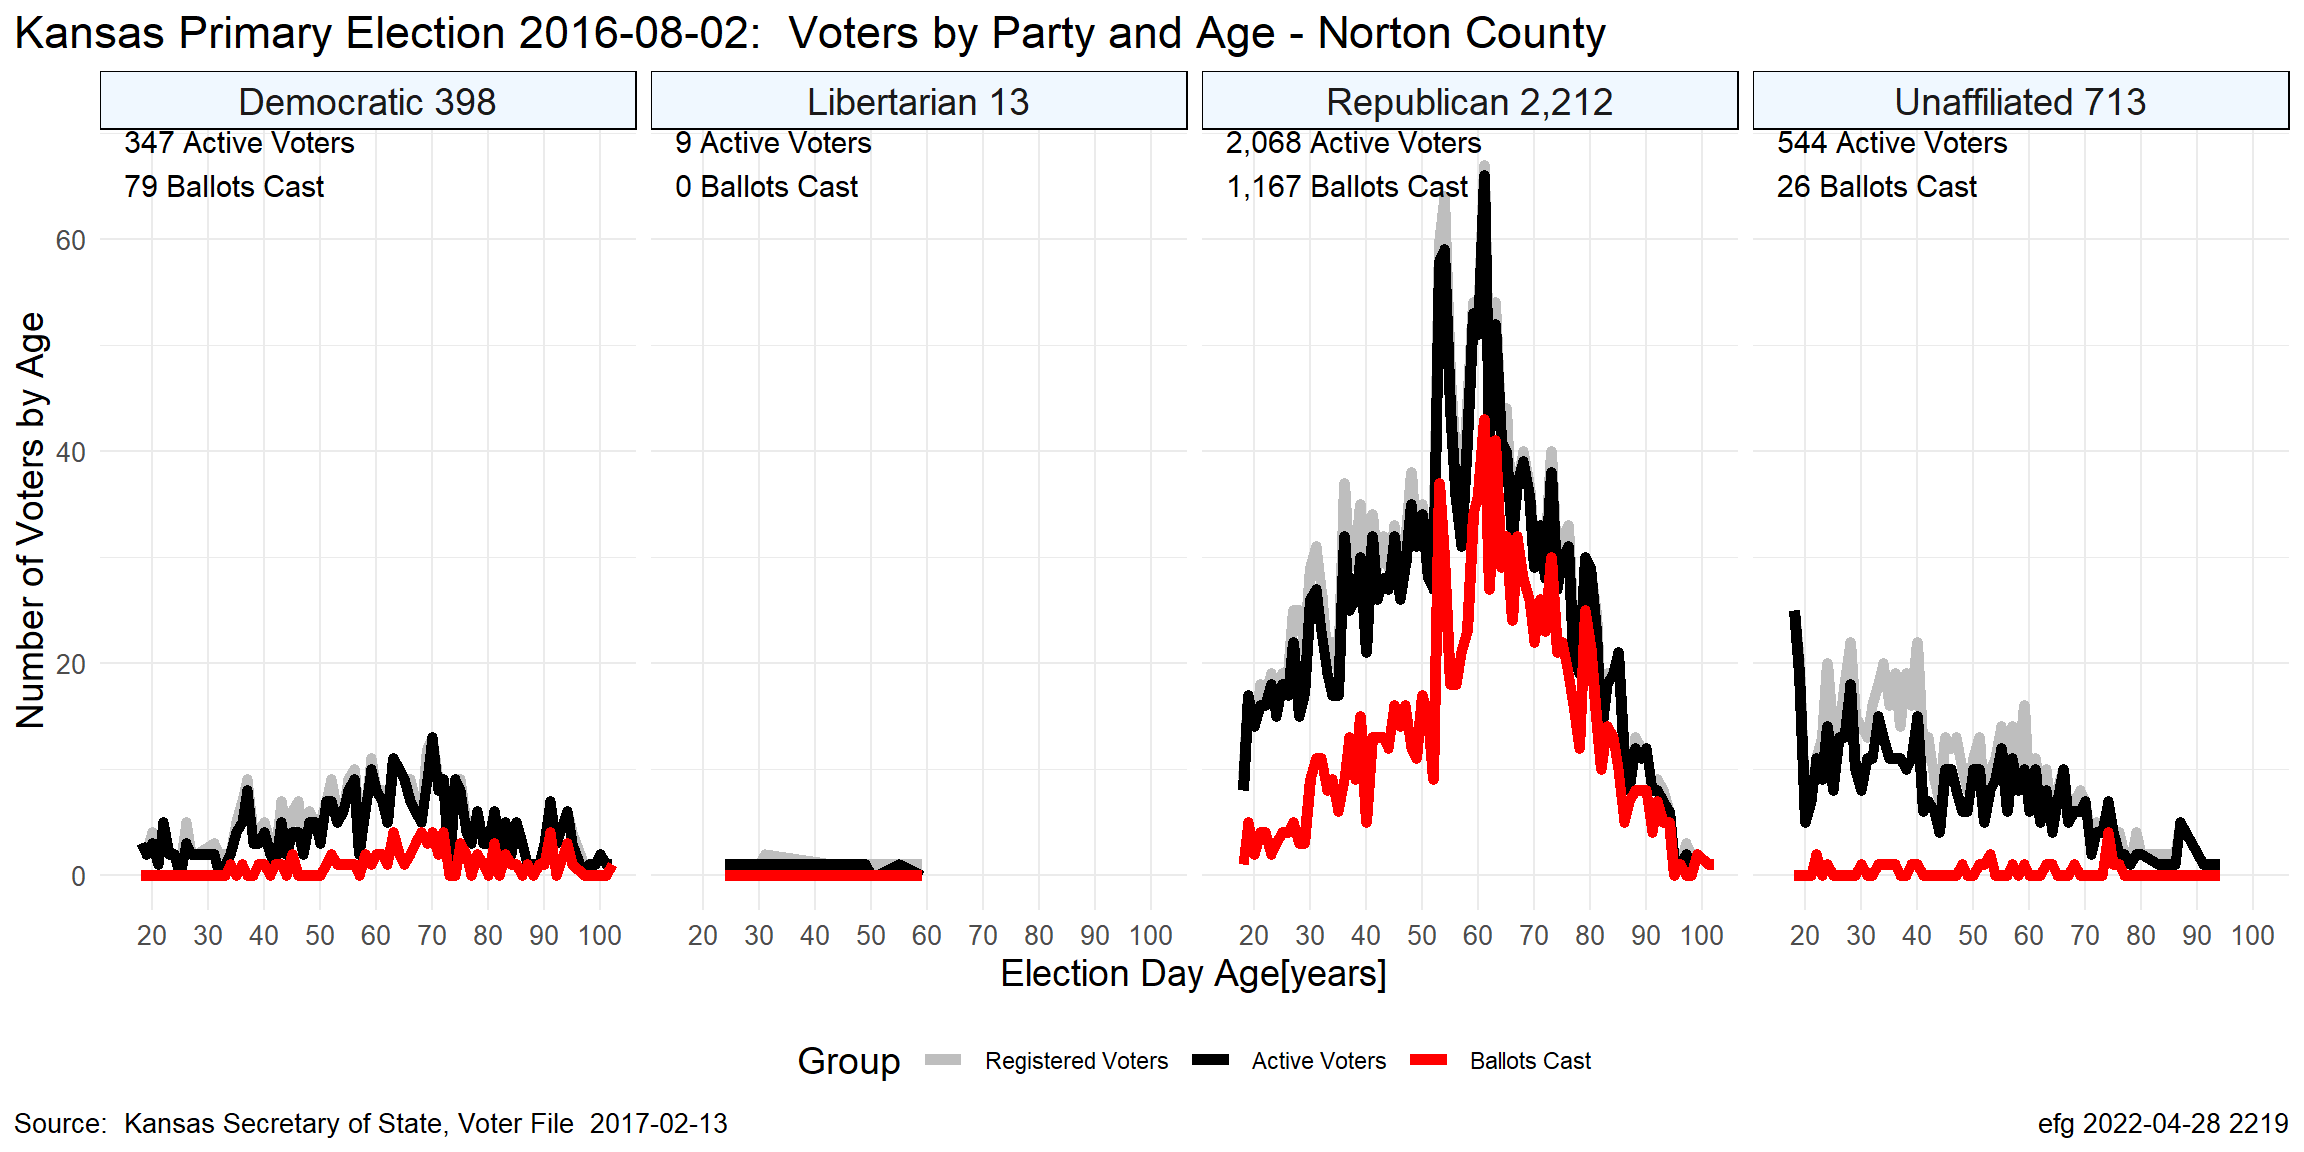 Kansas Primary Election 2016-08-02:  Voters by Party and Age - Norton County
Democratic 398
Libertarian 13
Republican 2,212
Unaffiliated 713
347 Active Voters
79 Ballots Cast
9 Active Voters
0 Ballots Cast
2,068 Active Voters
1,167 Ballots Cast
544 Active Voters
26 Ballots Cast
Number of Voters by Age
60
40
20
0
20 30 40 50 60 70 80 90 100
20 30 40 50 60 70 80 90 100
20 30 40 50 60 70 80 90 100
20 30 40 50 60 70 80 90 100
Election Day Age[years]
Group Registered Voters Active Voters Ballots Cast
Source:  Kansas Secretary of State, Voter File  2017-02-13
efg 2022-04-28 2219